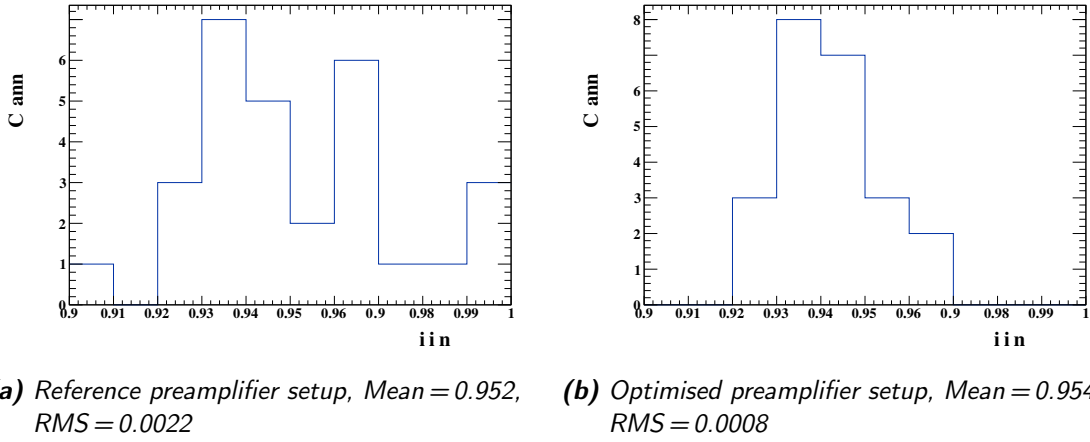 C ann
6
5
4
3
2
1
0
0.9 0.91 0.92 0.93 0.94 0.95 0.96 0.9 0.98 0.99 1
i i n
C ann
8
7
6
5
4
3
2
1
0
0.9 0.91 0.92 0.93 0.94 0.95 0.96 0.9 0.98 0.99 1
i i n
a) Reference preamplifier setup, Mean = 0.952,
RMS = 0.0022
(b) Optimised preamplifier setup, Mean = 0.954
RMS = 0.0008